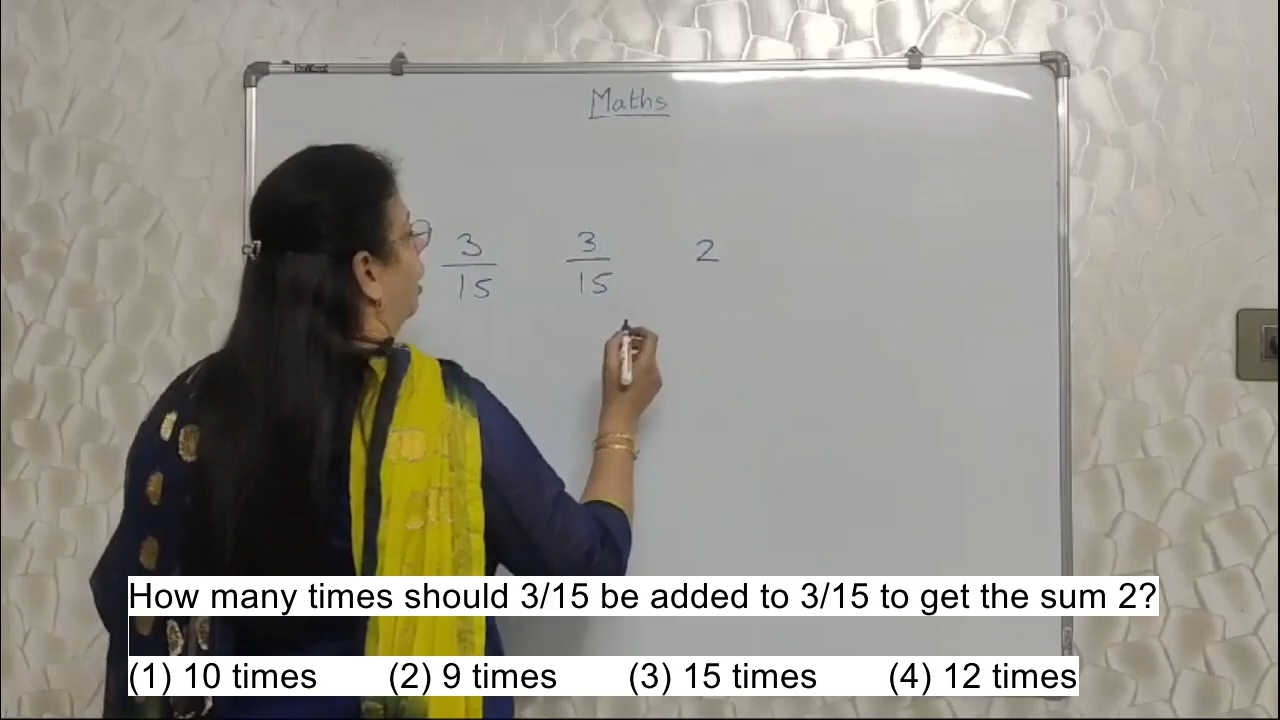 Maths
3 3 2
15 15
How many times should 3/15 be added to 3/15 to get the sum 2?
(1) 10 times (2) 9 times (3) 15 times (4) 12 times